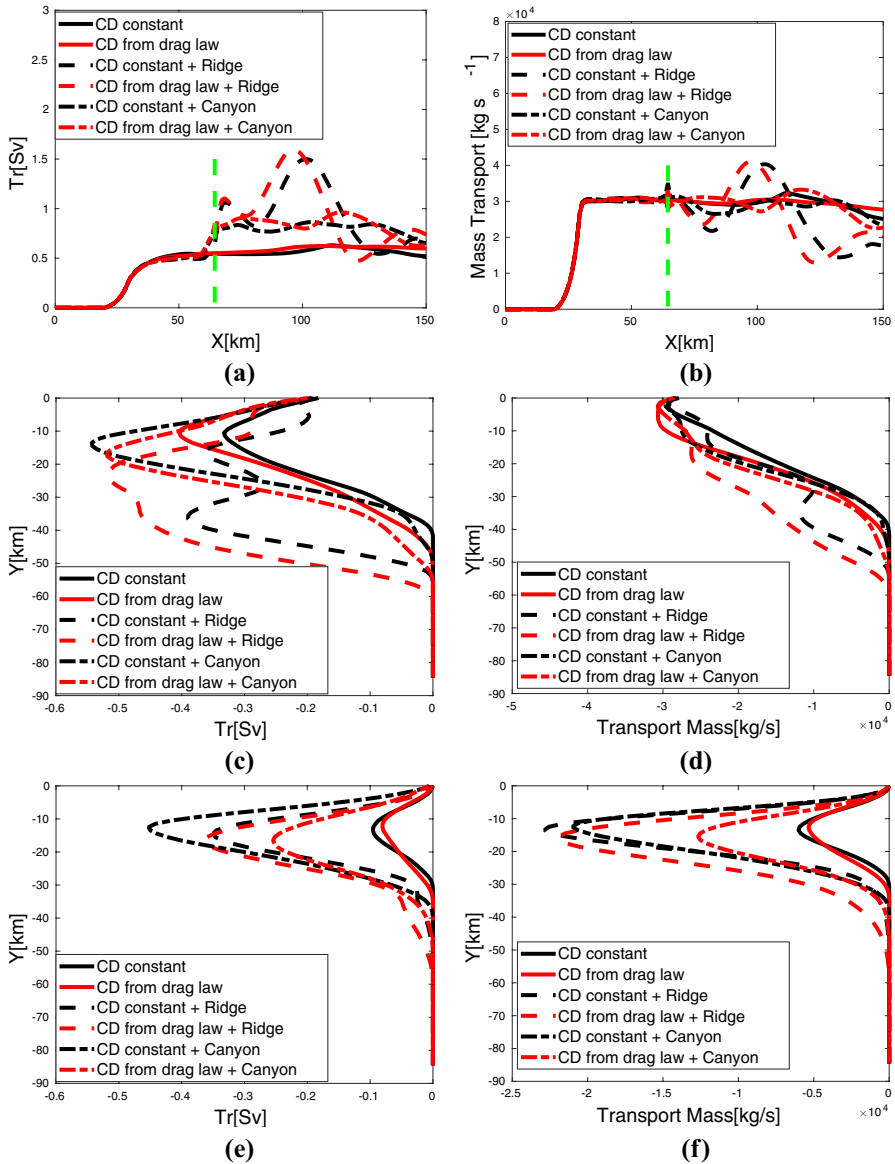 3
2.5
2
1.5
1
0.5
0
0
50
100
150
Tr[Sv]
X[km]
CD constant
CD from drag law
CD constant + Ridge
CD from drag law + Ridge
CD constant + Canyon
CD from drag law + Canyon
(a)
×10⁴
8
7
6
5
4
3
2
1
0
0
50
100
150
Mass Transport [kg s⁻¹]
X[km]
CD constant
CD from drag law
CD constant + Ridge
CD from drag law + Ridge
CD constant + Canyon
CD from drag law + Canyon
(b)
0
-10
-20
-30
-40
-50
-60
-70
-80
-90
-0.6
-0.5
-0.4
-0.3
-0.2
-0.1
0
Y[km]
Tr[Sv]
CD constant
CD from drag law
CD constant + Ridge
CD from drag law + Ridge
CD constant + Canyon
CD from drag law + Canyon
(c)
0
-10
-20
-30
-40
-50
-60
-70
-80
-90
-5
-4
-3
-2
-1
0
×10⁴
Y[km]
Transport Mass[kg/s]
CD constant
CD from drag law
CD constant + Ridge
CD from drag law + Ridge
CD constant + Canyon
CD from drag law + Canyon
(d)
0
-10
-20
-30
-40
-50
-60
-70
-80
-90
-0.6
-0.5
-0.4
-0.3
-0.2
-0.1
0
Y[km]
Tr[Sv]
CD constant
CD from drag law
CD constant + Ridge
CD from drag law + Ridge
CD constant + Canyon
CD from drag law + Canyon
(e)
0
-10
-20
-30
-40
-50
-60
-70
-80
-90
-2.5
-2
-1.5
-1
-0.5
0
×10⁴
Y[km]
Transport Mass[kg/s]
CD constant
CD from drag law
CD constant + Ridge
CD from drag law + Ridge
CD constant + Canyon
CD from drag law + Canyon
(f)